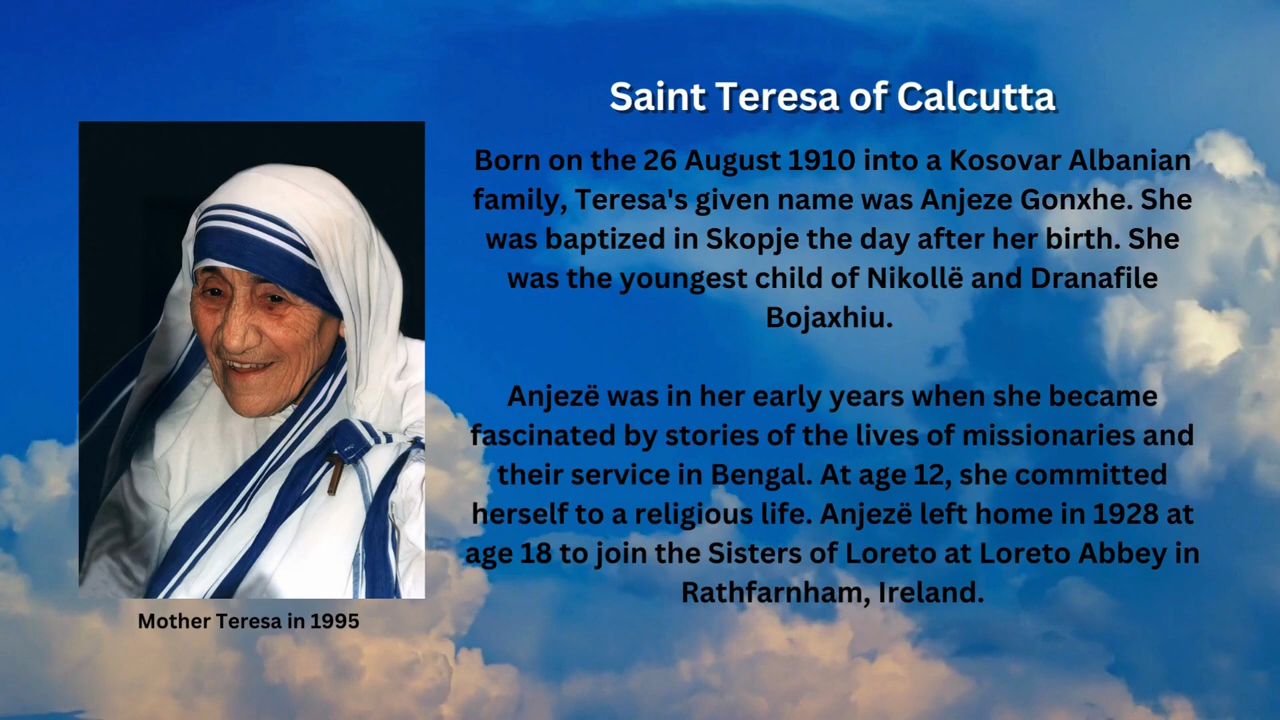 Saint Teresa of Calcutta
Born on the 26 August 1910 into a Kosovar Albanian
family, Teresa's given name was Anjeze Gonxhe. She
was baptized in Skopje the day after her birth. She
was the youngest child of Nikollë and Dranafile
Bojaxhiu.
Anjezë was in her early years when she became
fascinated by stories of the lives of missionaries and
their service in Bengal. At age 12, she committed
herself to a religious life. Anjezë left home in 1928 at
age 18 to join the Sisters of Loreto at Loreto Abbey in
Rathfarnham, Ireland.
Mother Teresa in 1995